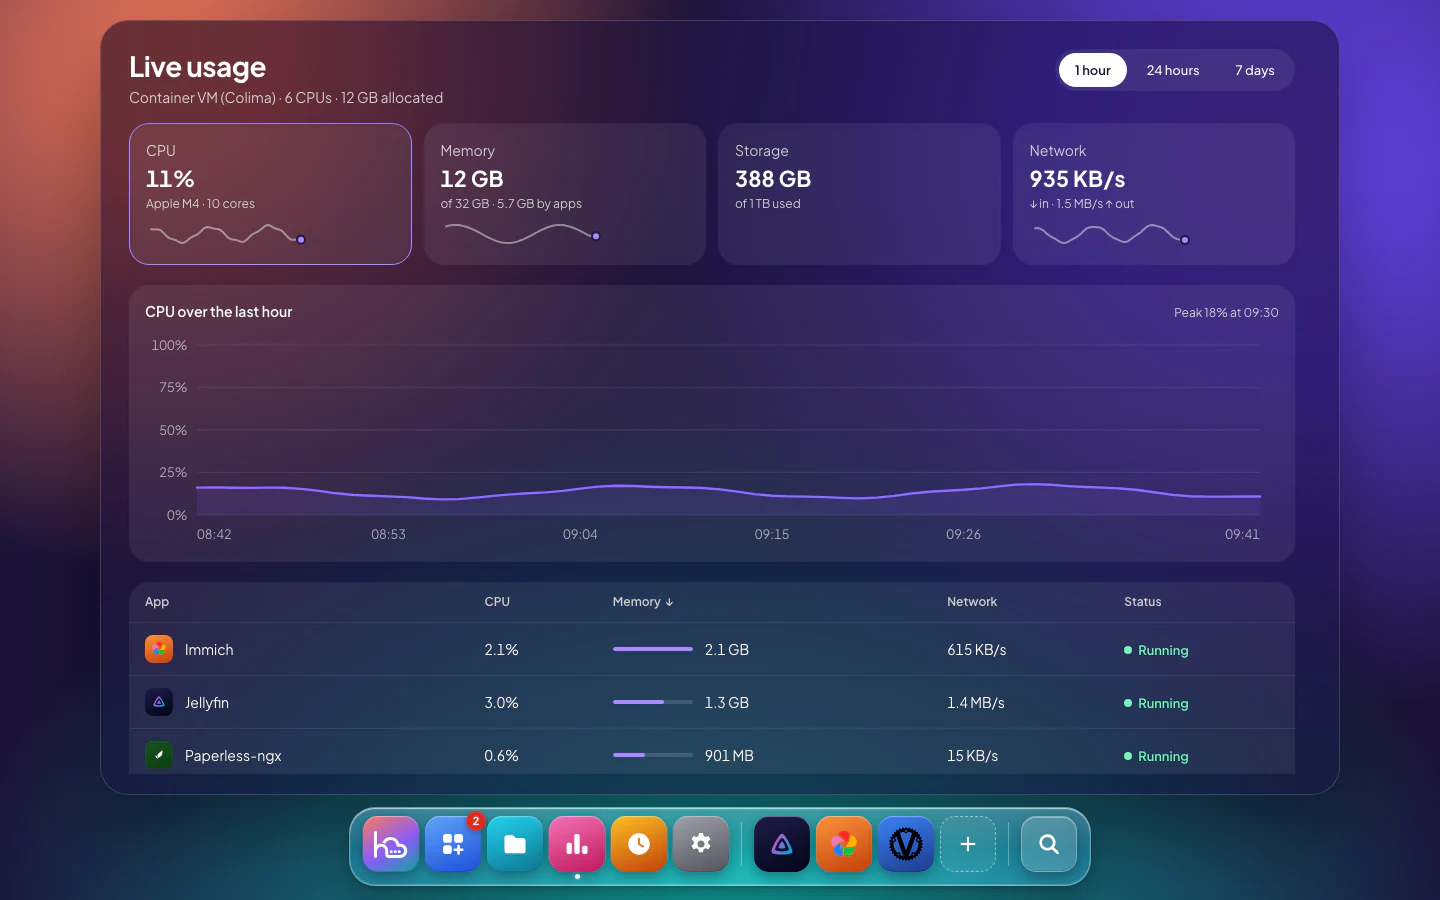 Live usage
Container VM (Colima) · 6 CPUs · 12 GB allocated
1 hour 24 hours 7 days
CPU
11%
Apple M4 · 10 cores
Memory
12 GB
of 32 GB · 5.7 GB by apps
Storage
388 GB
of 1 TB used
Network
935 KB/s
↓ in · 1.5 MB/s ↑ out
CPU over the last hour
Peak 18% at 09:30
100%
75%
50%
25%
0%
08:42 08:53 09:04 09:15 09:26 09:41
App CPU Memory ↓ Network Status
Immich 2.1% 2.1 GB 615 KB/s Running
Jellyfin 3.0% 1.3 GB 1.4 MB/s Running
Paperless-ngx 0.6% 901 MB 15 KB/s Running
2